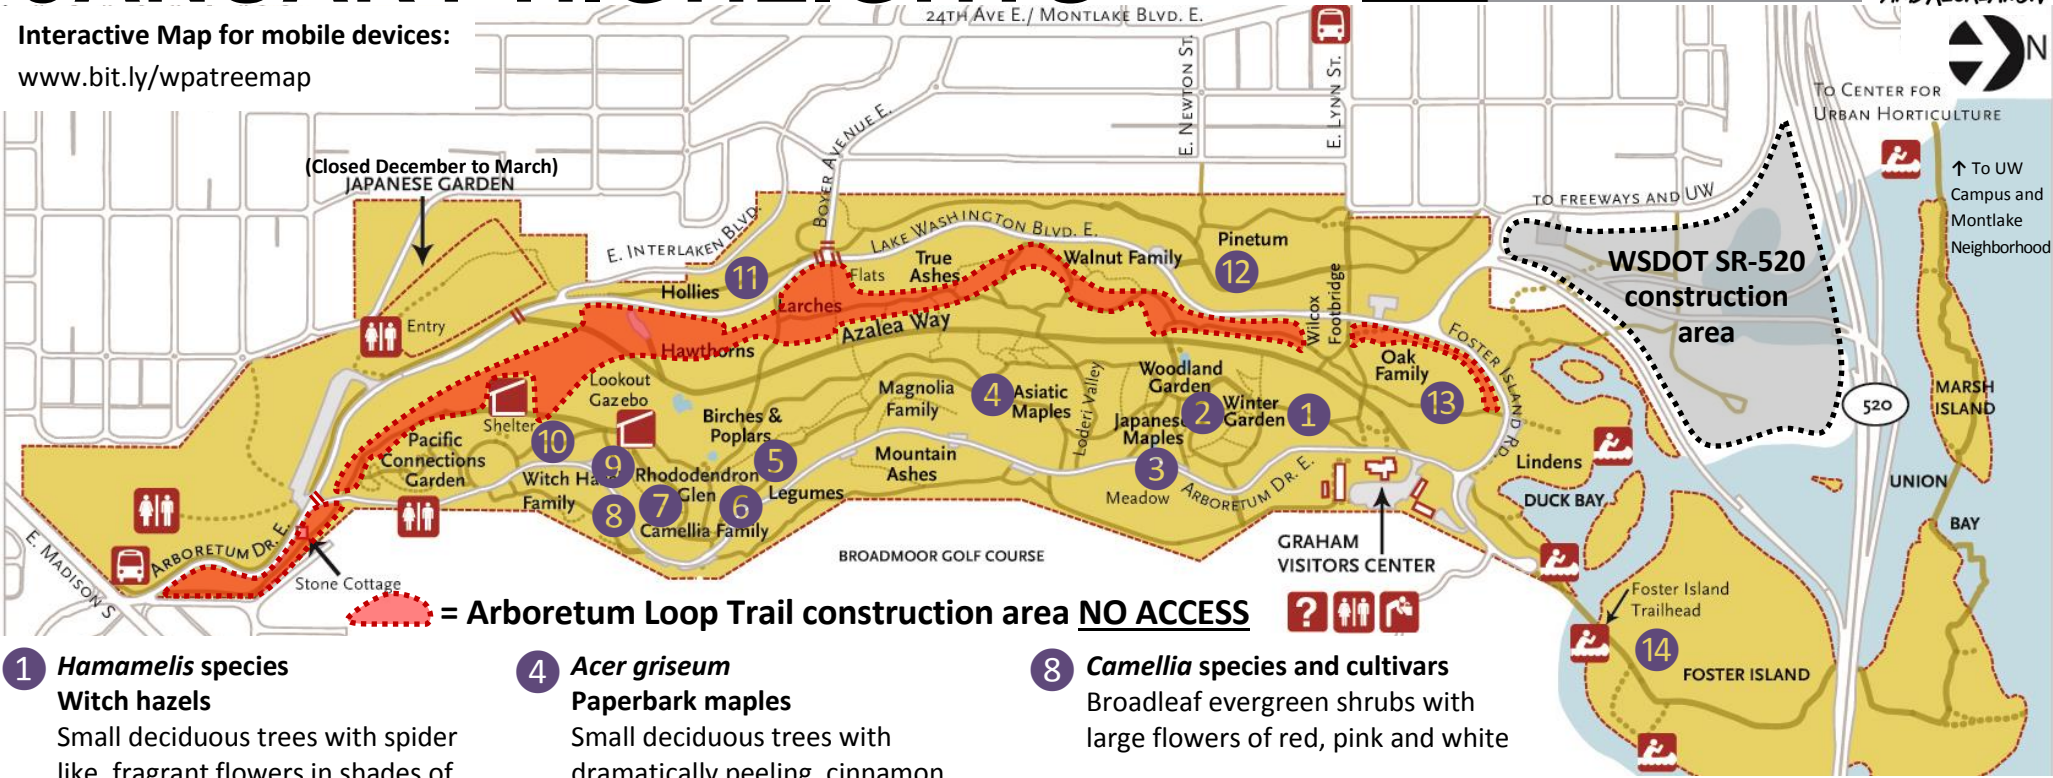 Interactive Map for mobile devices:
www.bit.ly/wpatreemap
24TH AVE E./ MONTLAKE BLVD. E.
E. NEWTON ST.
E. LYNN ST.
N
TO CENTER FOR
URBAN HORTICULTURE
↑ To UW
Campus and
Montlake
Neighborhood
(Closed December to March)
JAPANESE GARDEN
BOYER AVENUE E.
E. INTERLAKEN BLVD.
LAKE WASHINGTON BLVD. E.
TO FREEWAYS AND UW
WSDOT SR-520
construction
area
Entry
Hollies
11
Flats
True
Ashes
Walnut Family
Pinetum
12
Larches
Azalea Way
Hawthorns
Wilcox
Footbridge
FOSTER ISLAND RD.
Oak
Family
13
520
MARSH
ISLAND
Lookout
Gazebo
Shelter
10
Birches &
Poplars
Magnolia
Family
4
Asiatic
Maples
Loderi Valley
Woodland
Garden
2
Winter
Garden
1
Japanese
Maples
3
Pacific
Connections
Garden
Witch Ha
Family
9
Rhododendron
Glen
5
Legumes
Mountain
Ashes
8
7
6
Camellia Family
Meadow
ARBORETUM DR. E.
Lindens
DUCK BAY
UNION
BAY
E. MADISON S
ARBORETUM DR. E.
Stone Cottage
BROADMOOR GOLF COURSE
GRAHAM
VISITORS CENTER
?
Foster Island
Trailhead
14
FOSTER ISLAND
= Arboretum Loop Trail construction area NO ACCESS
1 Hamamelis species
Witch hazels
Small deciduous trees with spider
like, fragrant flowers in shades of
4 Acer griseum
Paperbark maples
Small deciduous trees with
dramatically peeling, cinnamon
8 Camellia species and cultivars
Broadleaf evergreen shrubs with
large flowers of red, pink and white